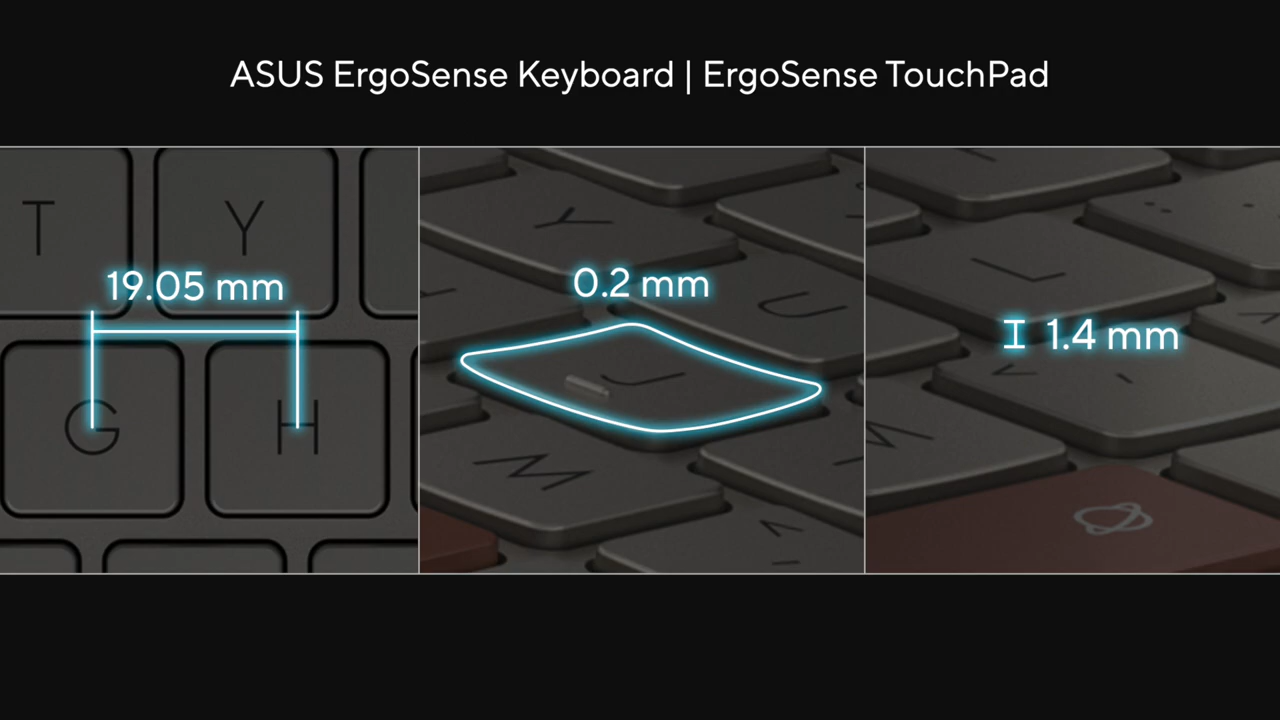 ASUS ErgoSense Keyboard | ErgoSense TouchPad
T Y
19.05 mm
G H
Y
0.2 mm
U
J
M
L
1.4 mm
M